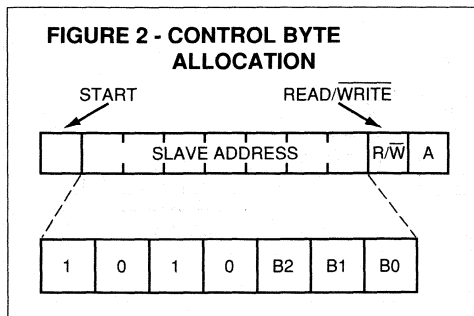 FIGURE 2 - CONTROL BYTE
ALLOCATION
START READ/WRITE
SLAVE ADDRESS R/W A
1 0 1 0 B2 B1 B0